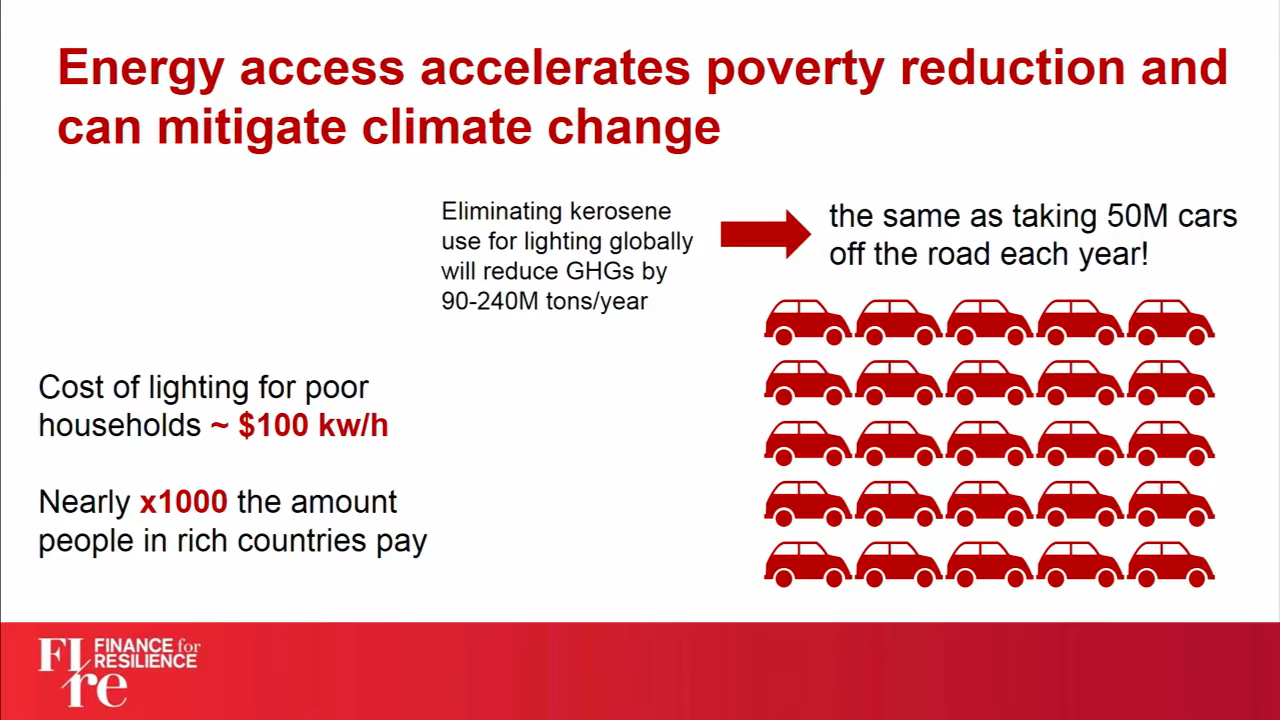 Energy access accelerates poverty reduction and
can mitigate climate change
Eliminating kerosene
use for lighting globally
will reduce GHGs by
90-240M tons/year
the same as taking 50M cars
off the road each year!
Cost of lighting for poor
households ~ $100 kw/h
Nearly x1000 the amount
people in rich countries pay
FIre
FINANCE for
RESILIENCE